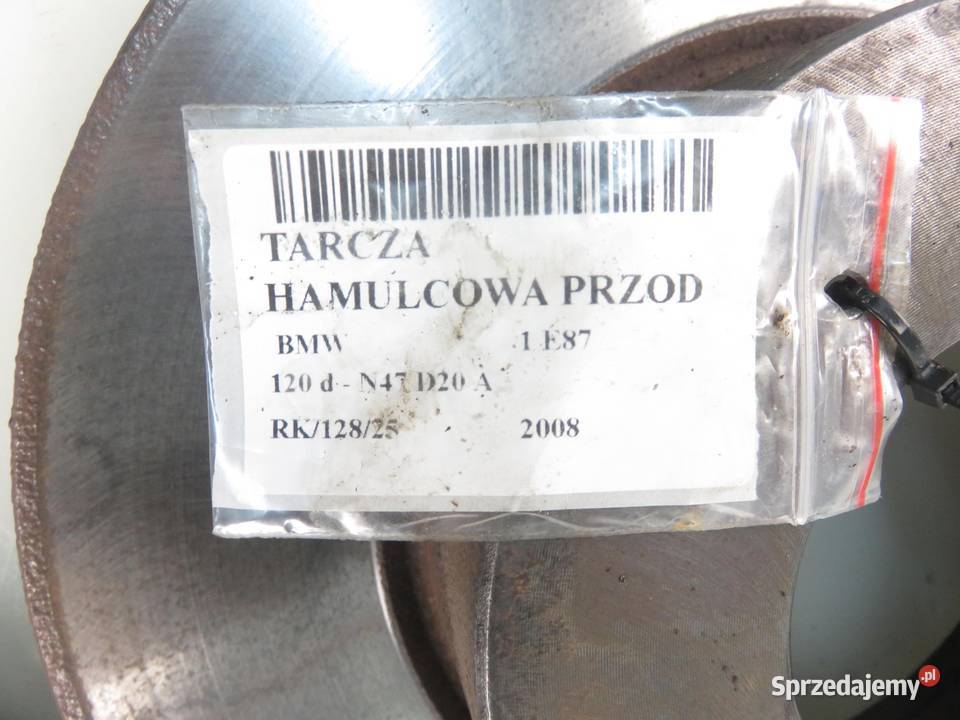 TARCZA
HAMULCOWA PRZOD
BMW 1 E87
120 d - N47 D20 A
RK/128/25 2008
Sprzedajemy.pl